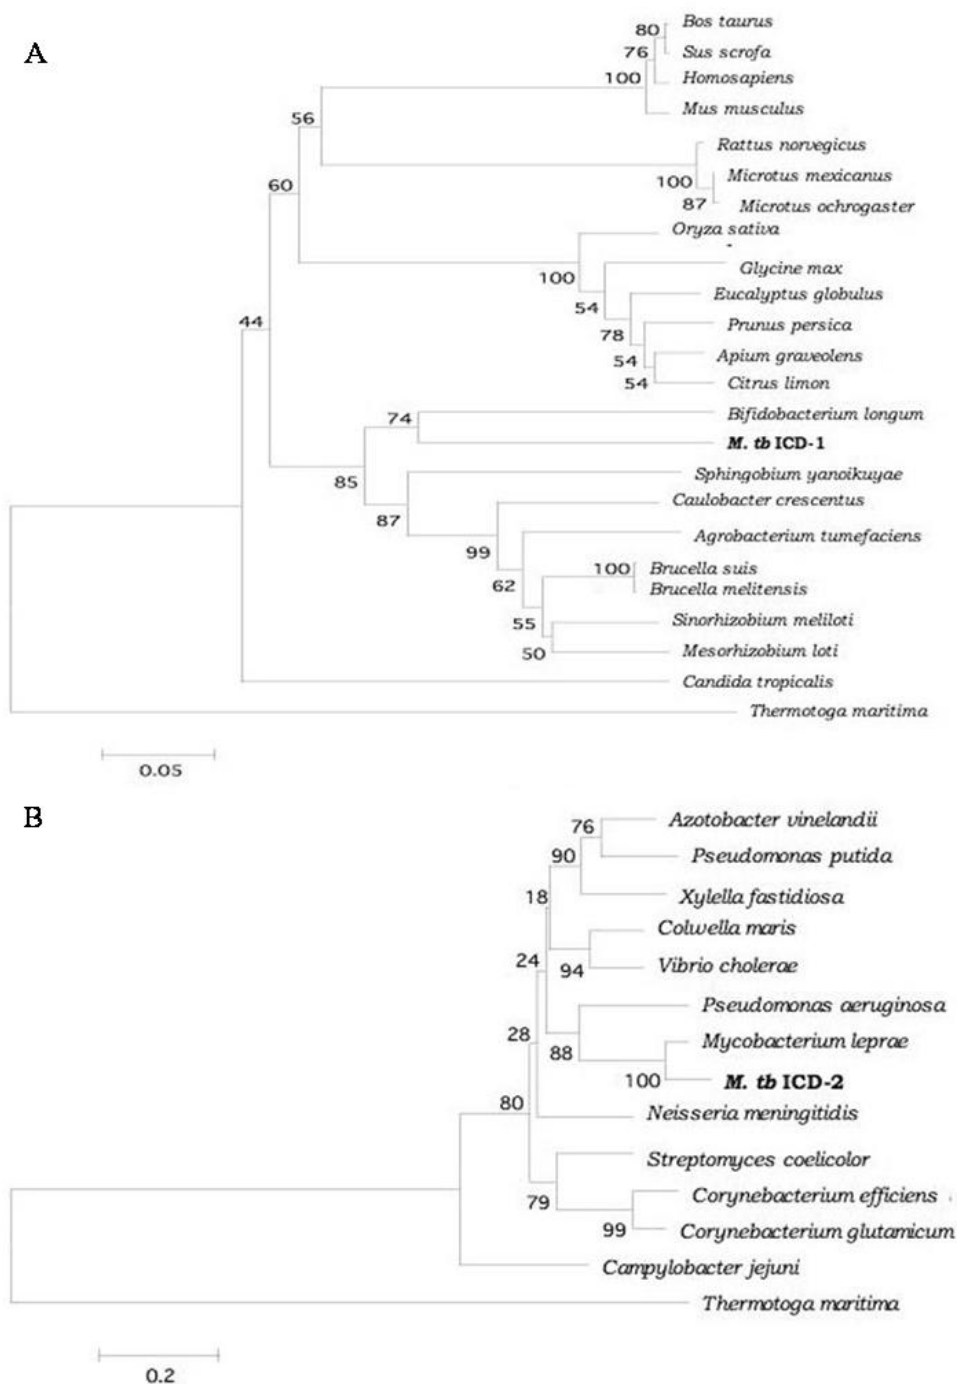 A
80
Bos taurus
76
Sus scrofa
100
Homosapiens
Mus musculus
56
Rattus norvegicus
100
Microtus mexicanus
60
87
Microtus ochrogaster
Oryza sativa
100
Glycine max
54
Eucalyptus globulus
44
78
Prunus persica
54
Apium graveolens
54
Citrus limon
74
Bifidobacterium longum
M. tb ICD-1
85
Sphingobium yanoikuyae
87
Caulobacter crescentus
99
Agrobacterium tumefaciens
62
100
Brucella suis
Brucella melitensis
55
Sinorhizobium meliloti
50
Mesorhizobium loti
Candida tropicalis
Thermotoga maritima
0.05
B
76
Azotobacter vinelandii
90
Pseudomonas putida
18
Xylella fastidiosa
Colwella maris
24
94
Vibrio cholerae
28
Pseudomonas aeruginosa
88
Mycobacterium leprae
100
M. tb ICD-2
80
Neisseria meningitidis
Streptomyces coelicolor
79
Corynebacterium efficiens
99
Corynebacterium glutamicum
Campylobacter jejuni
Thermotoga maritima
0.2